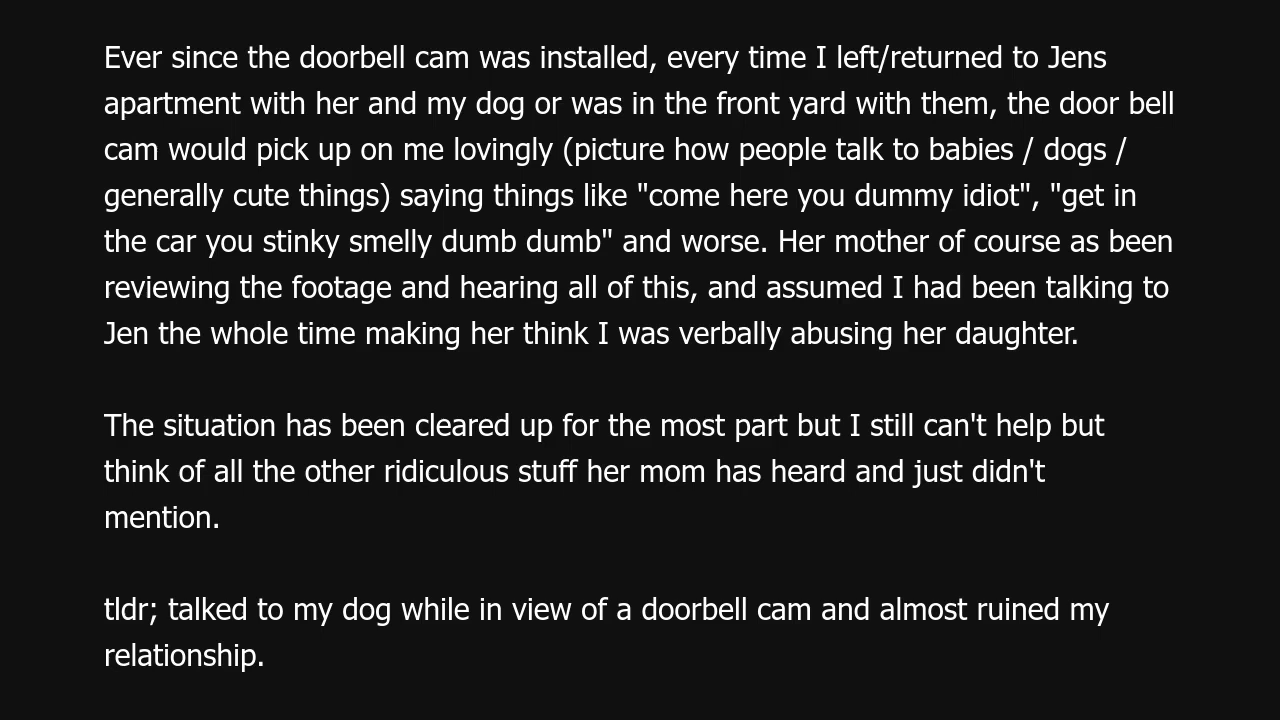 Ever since the doorbell cam was installed, every time I left/returned to Jens
apartment with her and my dog or was in the front yard with them, the door bell
cam would pick up on me lovingly (picture how people talk to babies / dogs /
generally cute things) saying things like "come here you dummy idiot", "get in
the car you stinky smelly dumb dumb" and worse. Her mother of course as been
reviewing the footage and hearing all of this, and assumed I had been talking to
Jen the whole time making her think I was verbally abusing her daughter.
The situation has been cleared up for the most part but I still can't help but
think of all the other ridiculous stuff her mom has heard and just didn't
mention.
tldr; talked to my dog while in view of a doorbell cam and almost ruined my
relationship.